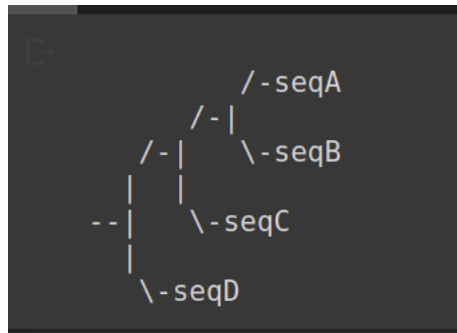 /-seqA
   /-|
/-|   \-seqB
|  |
--|   \-seqC
|
\-seqD